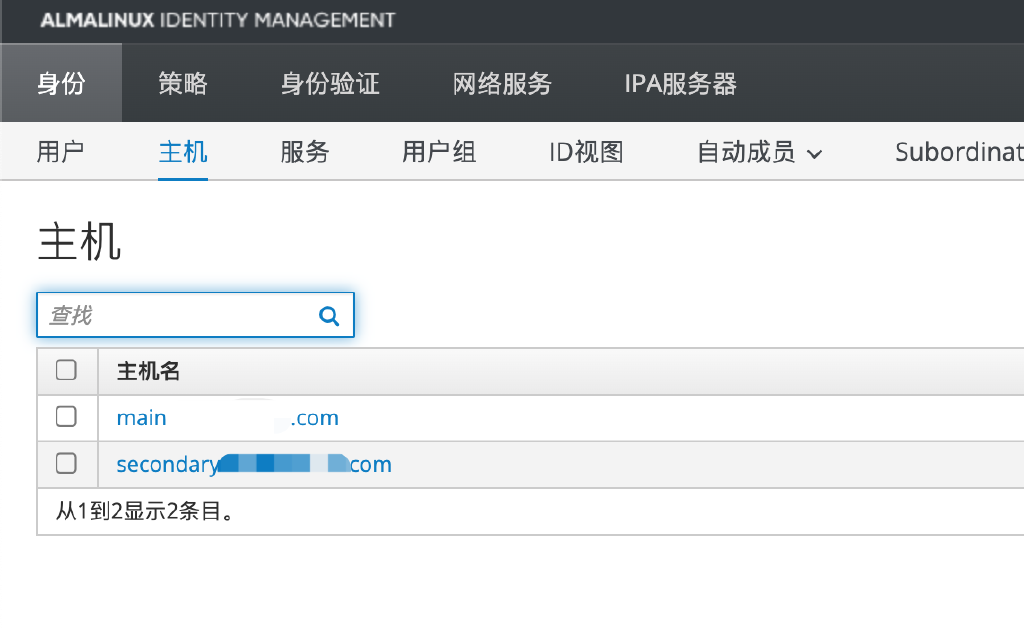 ALMALINUX IDENTITY MANAGEMENT
身份 策略 身份验证 网络服务 IPA服务器
用户 主机 服务 用户组 ID视图 自动成员 Subordinat
主机
查找
主机名
main .com
secondary com
从1到2显示2条目。